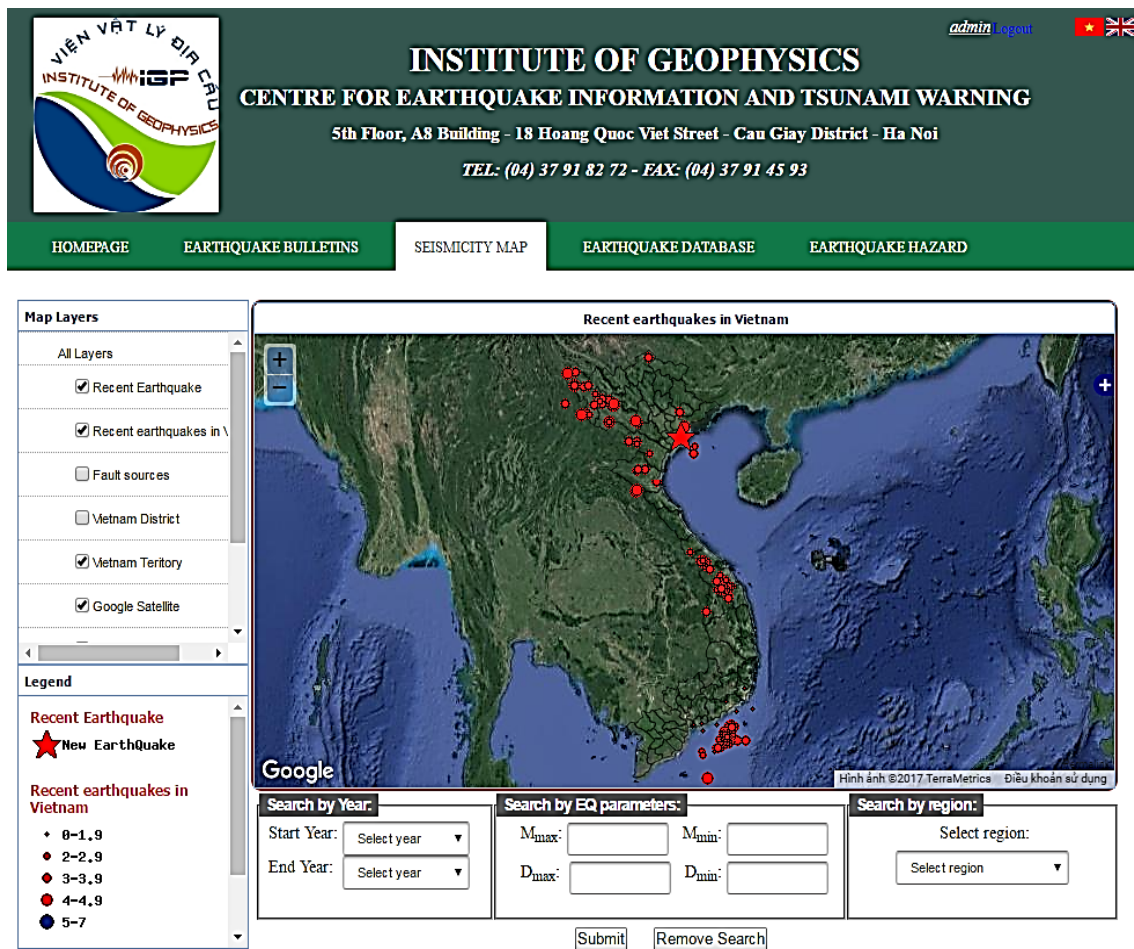 VIỆN VẬT LÝ ĐỊA CẦU
IGP
INSTITUTE OF GEOPHYSICS
admin Logout
INSTITUTE OF GEOPHYSICS
CENTRE FOR EARTHQUAKE INFORMATION AND TSUNAMI WARNING
5th Floor, A8 Building - 18 Hoang Quoc Viet Street - Cau Giay District - Ha Noi
TEL: (04) 37 91 82 72 - FAX: (04) 37 91 45 93
HOMEPAGE EARTHQUAKE BULLETINS SEISMICITY MAP EARTHQUAKE DATABASE EARTHQUAKE HAZARD
Map Layers
All Layers
Recent Earthquake
Recent earthquakes in V
Fault sources
Vietnam District
Vietnam Teritory
Google Satellite
Legend
Recent Earthquake
New EarthQuake
Recent earthquakes in
Vietnam
0-1.9
2-2.9
3-3.9
4-4.9
5-7
Recent earthquakes in Vietnam
+
−
+
Google
Hình ảnh ©2017 TerraMetrics Điều khoản sử dụng
Search by Year:
Start Year: Select year
End Year: Select year
Search by EQ parameters:
Mmax: Mmin:
Dmax: Dmin:
Search by region:
Select region:
Select region
Submit Remove Search